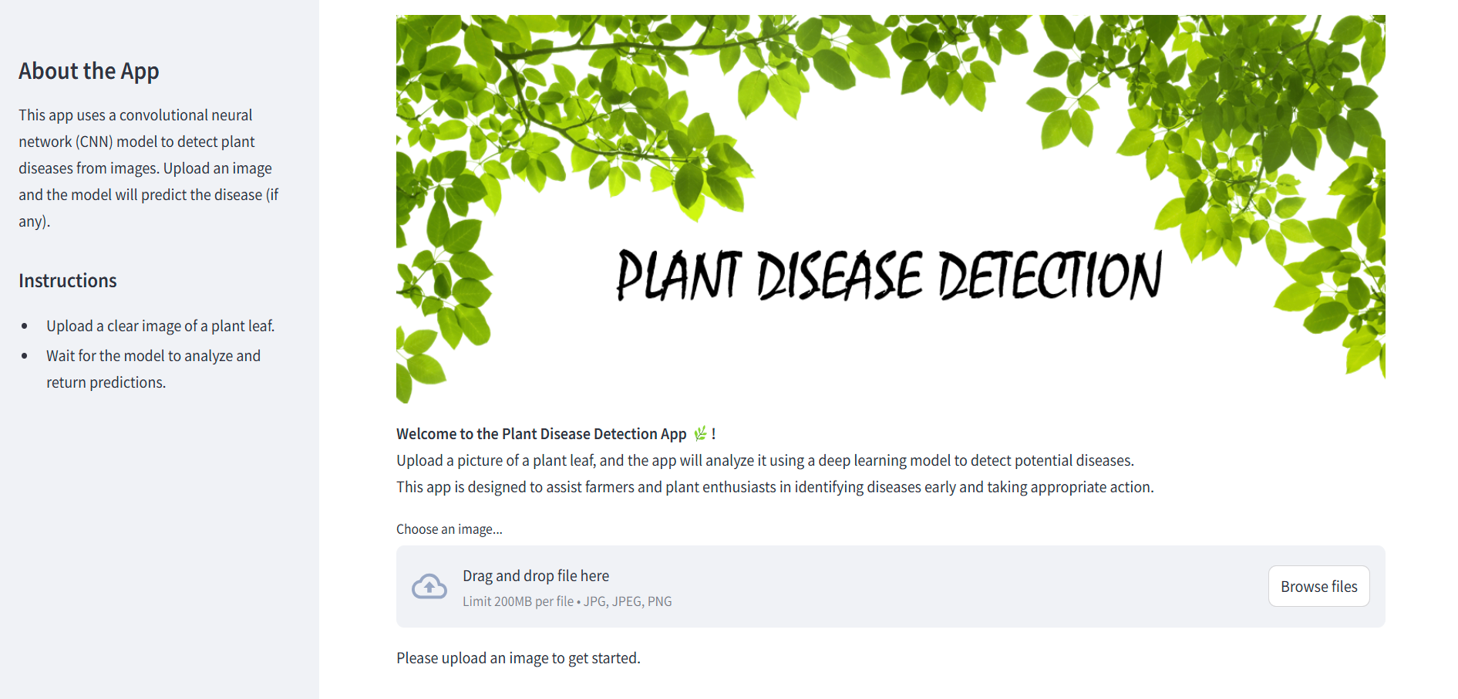 About the App
This app uses a convolutional neural
network (CNN) model to detect plant
diseases from images. Upload an image
and the model will predict the disease (if
any).
Instructions
• Upload a clear image of a plant leaf.
• Wait for the model to analyze and
return predictions.
PLANT DISEASE DETECTION
Welcome to the Plant Disease Detection App 🌿 !
Upload a picture of a plant leaf, and the app will analyze it using a deep learning model to detect potential diseases.
This app is designed to assist farmers and plant enthusiasts in identifying diseases early and taking appropriate action.
Choose an image...
Drag and drop file here
Limit 200MB per file • JPG, JPEG, PNG
Browse files
Please upload an image to get started.